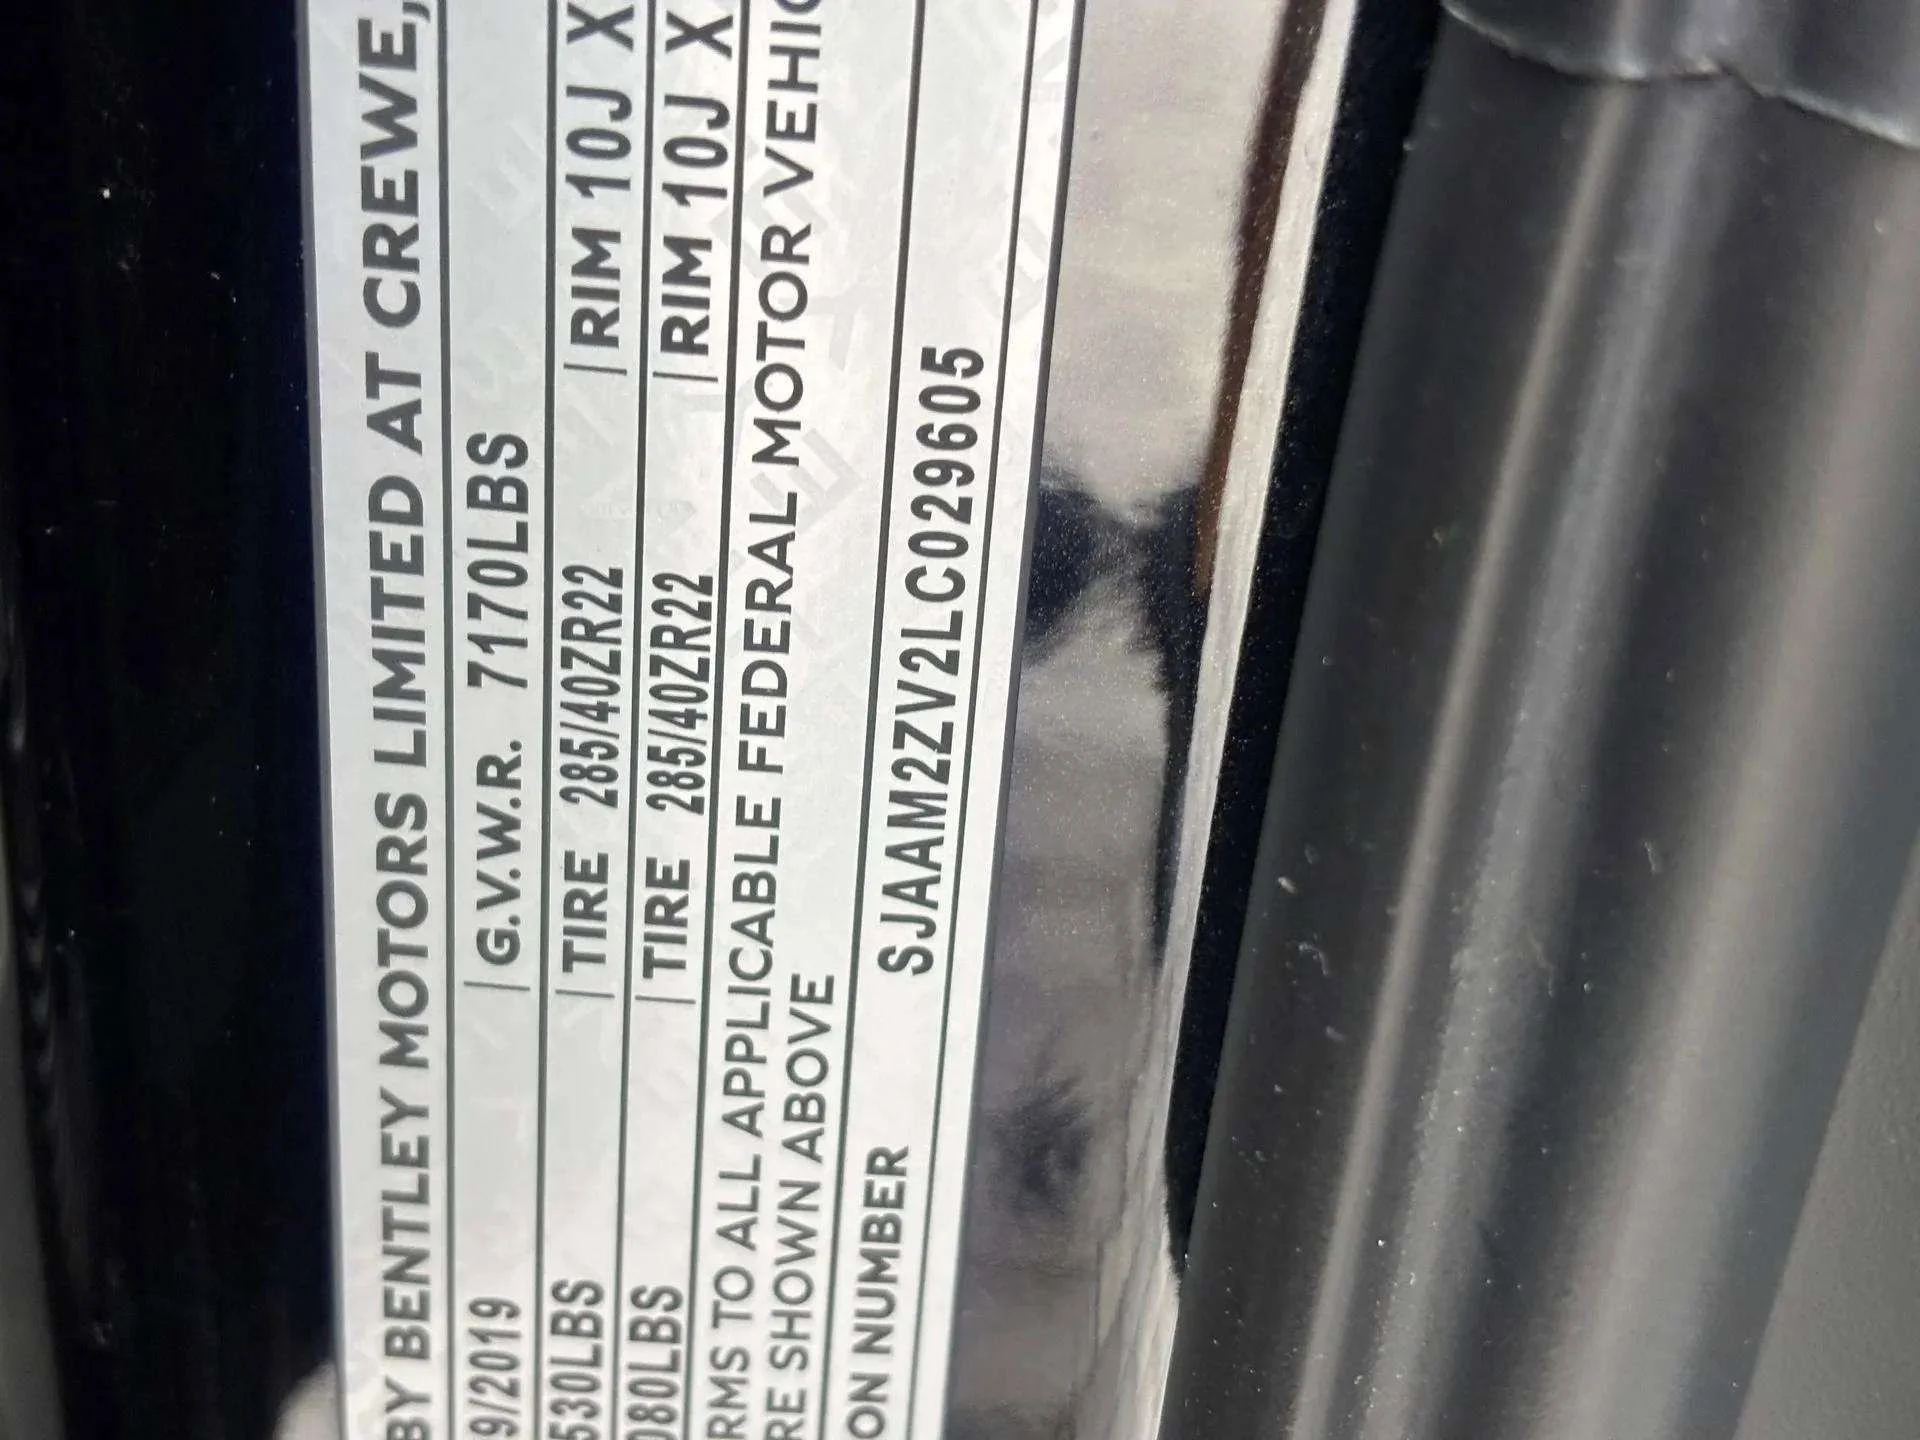 BY BENTLEY MOTORS LIMITED AT CREWE,
9/2019 G.V.W.R. 7170LBS
530LBS TIRE 285/40ZR22 RIM 10J X
080LBS TIRE 285/40ZR22 RIM 10J X
RMS TO ALL APPLICABLE FEDERAL MOTOR VEHIC
RE SHOWN ABOVE
ON NUMBER SJAAM2ZV2LC029605